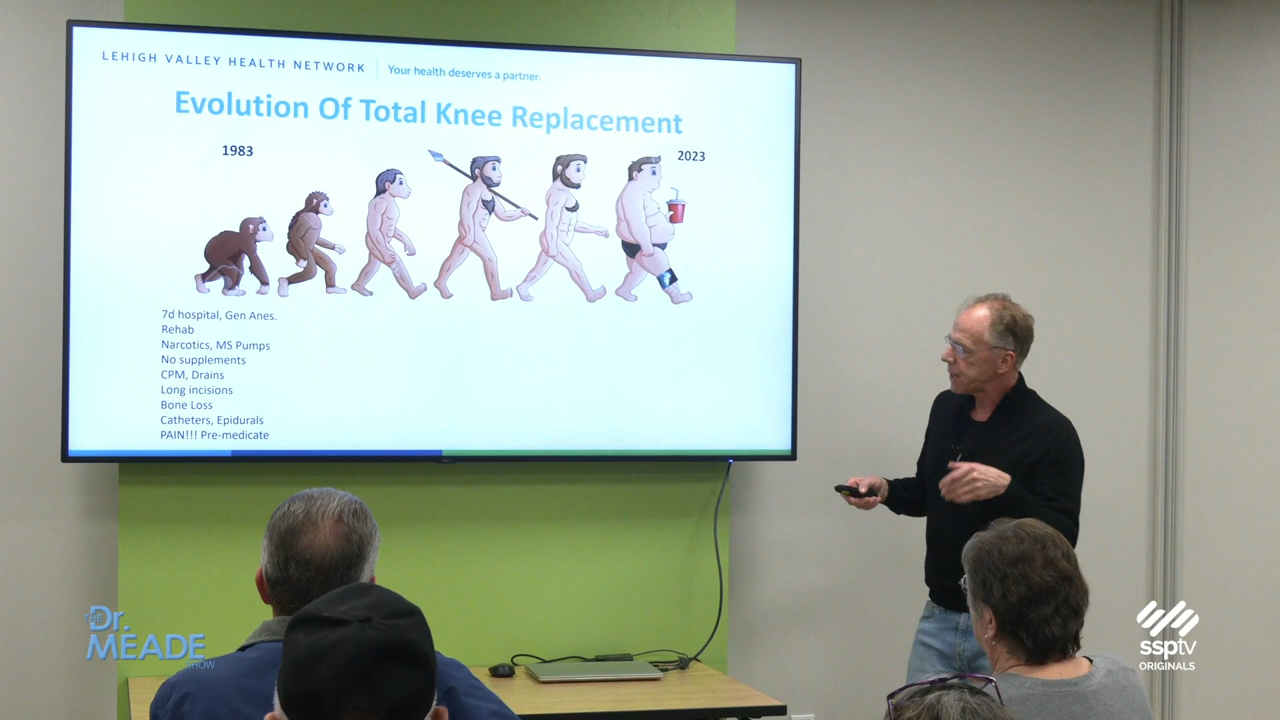 LEHIGH VALLEY HEALTH NETWORK Your health deserves a partner.
Evolution Of Total Knee Replacement
1983
2023
7d hospital, Gen Anes.
Rehab
Narcotics, MS Pumps
No supplements
CPM, Drains
Long incisions
Bone Loss
Catheters, Epidurals
PAIN!!! Pre-medicate
THE
Dr.
MEADE
SHOW
ssptv
ORIGINALS